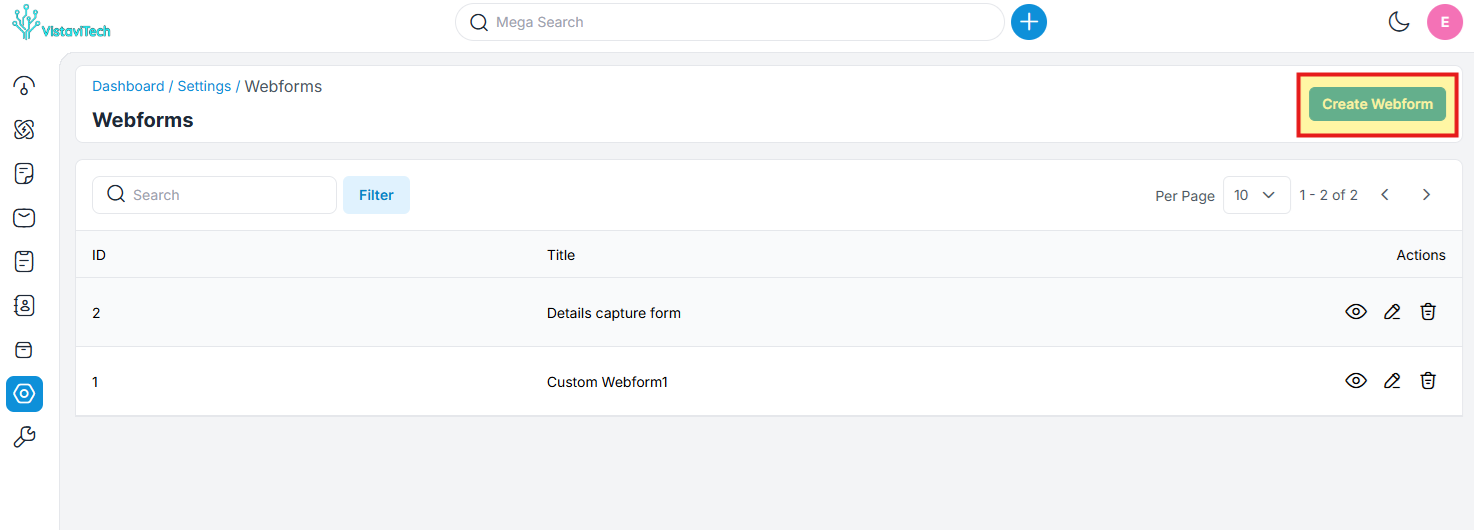 VistaviTech
Mega Search
E
Dashboard / Settings / Webforms
Webforms
Create Webform
Search
Filter
Per Page 10 1 - 2 of 2
ID Title Actions
2 Details capture form
1 Custom Webform1